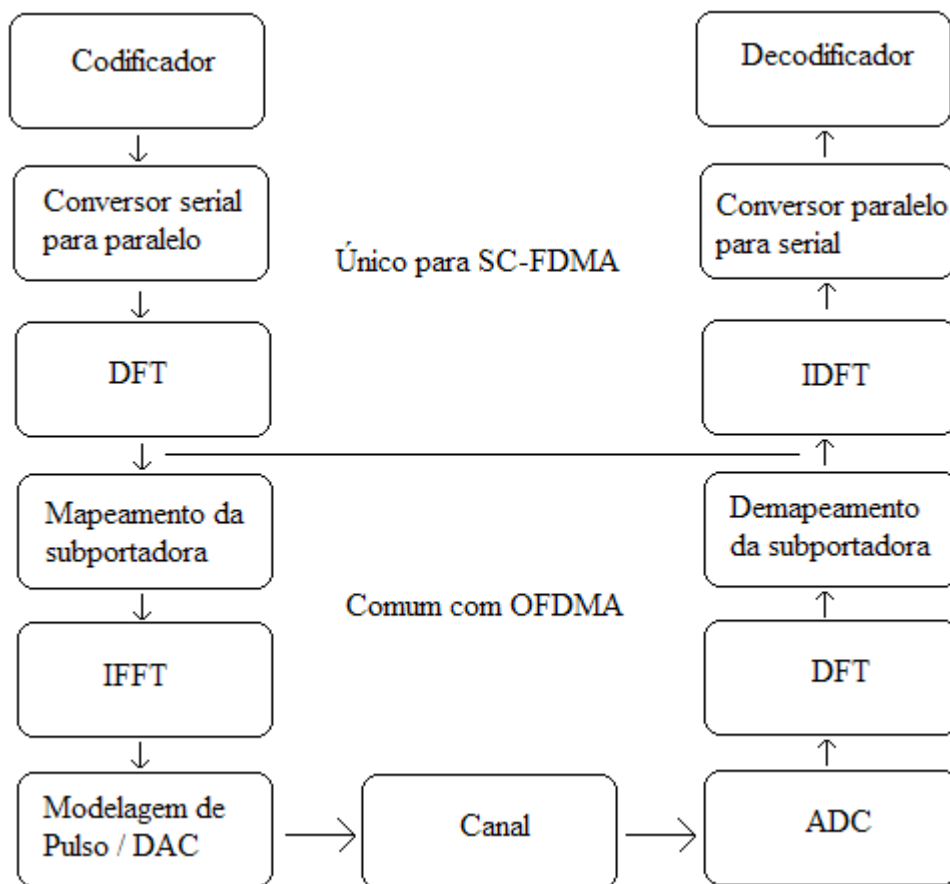 Codificador
Decodificador
Conversor serial
para paralelo
Conversor paralelo
para serial
Único para SC-FDMA
DFT
IDFT
Mapeamento da
subportadora
Demapeamento
da subportadora
Comum com OFDMA
IFFT
DFT
Modelagem de
Pulso / DAC
Canal
ADC